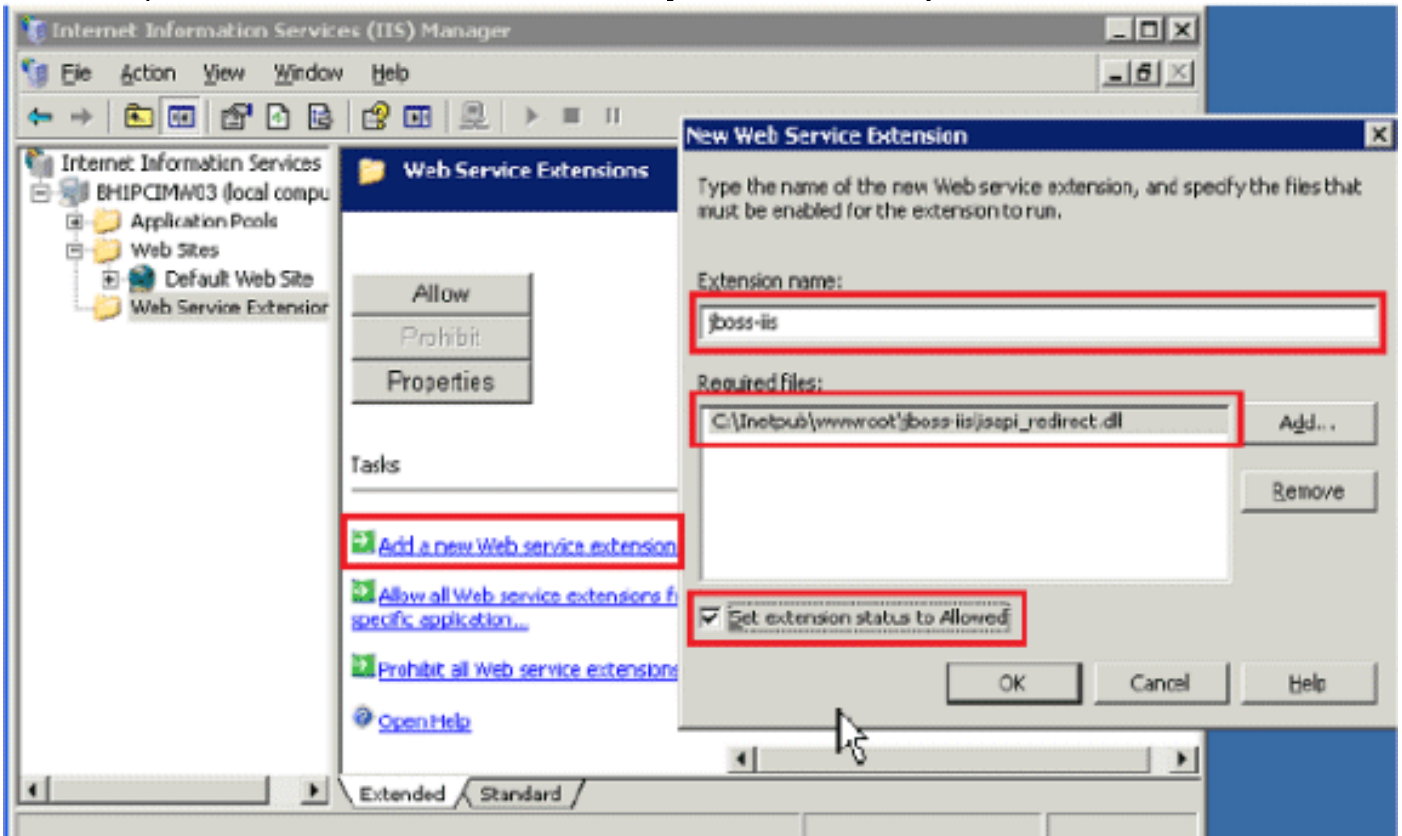 Internet Information Services (IIS) Manager
File Action View Window Help
Internet Information Services
BH1PCIMW03 (local compu
Application Pools
Web Sites
Default Web Site
Web Service Extension
Web Service Extensions
Allow
Prohibit
Properties
Tasks
Add a new Web service extension
Allow all Web service extensions f
specific application...
Prohibit all Web service extensions
Open Help
Extended
Standard
New Web Service Extension
Type the name of the new Web service extension, and specify the files that
must be enabled for the extension to run.
Extension name:
jboss-iis
Required files:
C:\Inetpub\wwwroot\jboss-iis\isapi_redirect.dll
Add...
Remove
Set extension status to Allowed
OK
Cancel
Help